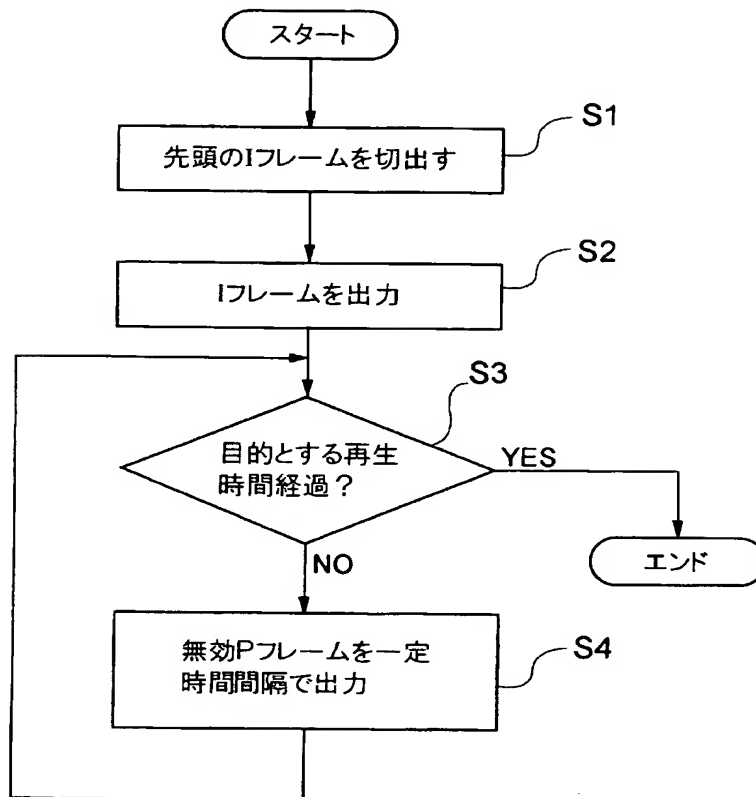 スタート
S1
先頭のIフレームを切出す
S2
Iフレームを出力
S3
目的とする再生
時間経過?
YES
エンド
NO
無効Pフレームを一定
時間間隔で出力
S4